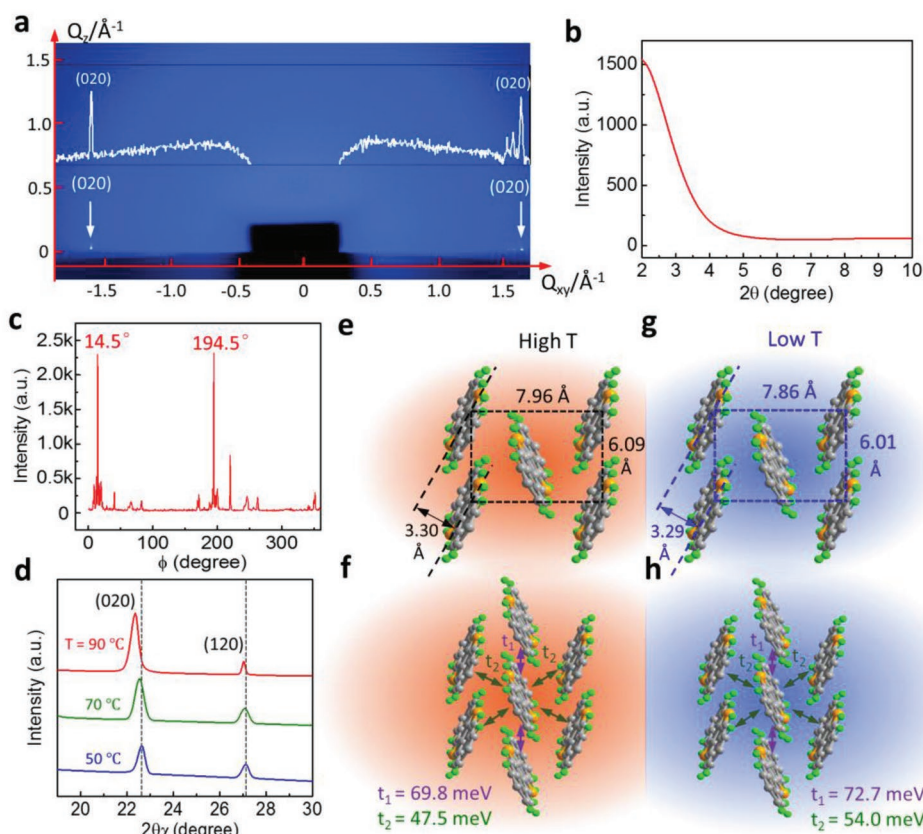 a
Q_z/Å⁻¹
1.5
1.0
0.5
0
(020)
(020)
(020)
(020)
-1.5
-1.0
-0.5
0
0.5
1.0
1.5
Q_xy/Å⁻¹
b
Intensity (a.u.)
1500
1000
500
0
2 3 4 5 6 7 8 9 10
2θ (degree)
c
Intensity (a.u.)
2.5k
2.0k
1.5k
1.0k
0.5k
0
14.5°
194.5°
0 100 200 300
ϕ (degree)
d
Intensity (a.u.)
(020)
(120)
T = 90 °C
70 °C
50 °C
20 22 24 26 28 30
2θχ (degree)
e
High T
7.96 Å
6.09
Å
3.30
Å
g
Low T
7.86 Å
6.01
Å
3.29
Å
f
t₁
t₂
t₂
t₁ = 69.8 meV
t₂ = 47.5 meV
h
t₁
t₂
t₂
t₁ = 72.7 meV
t₂ = 54.0 meV